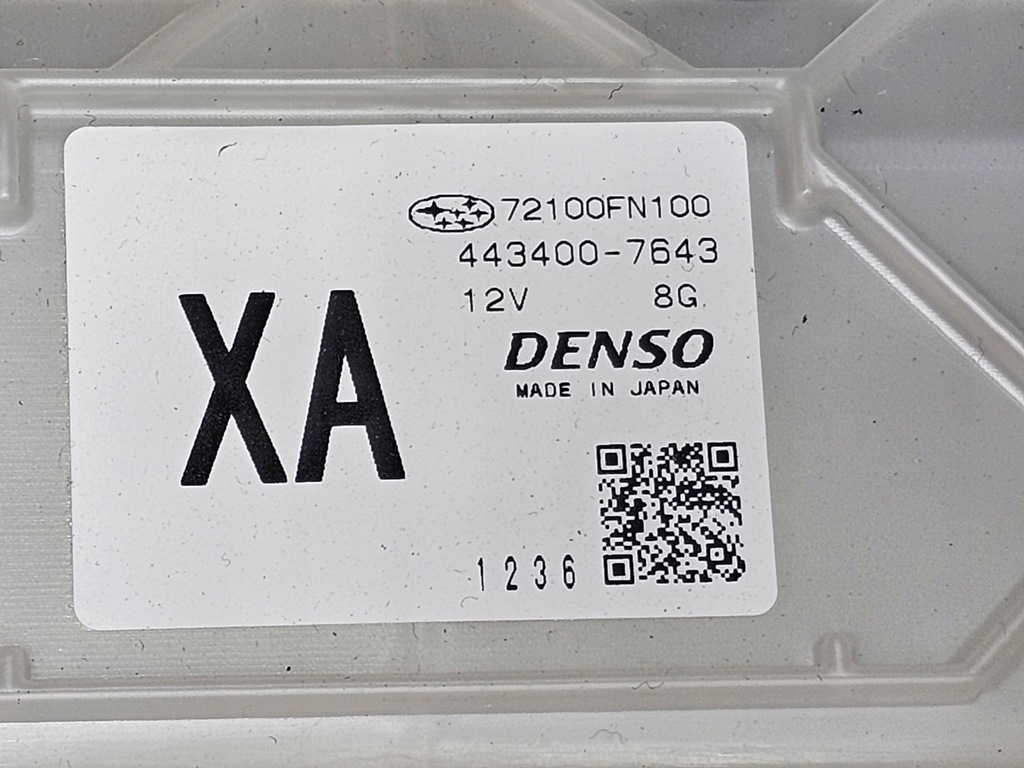 72100FN100
443400-7643
12V 8G
XA
DENSO
MADE IN JAPAN
1236